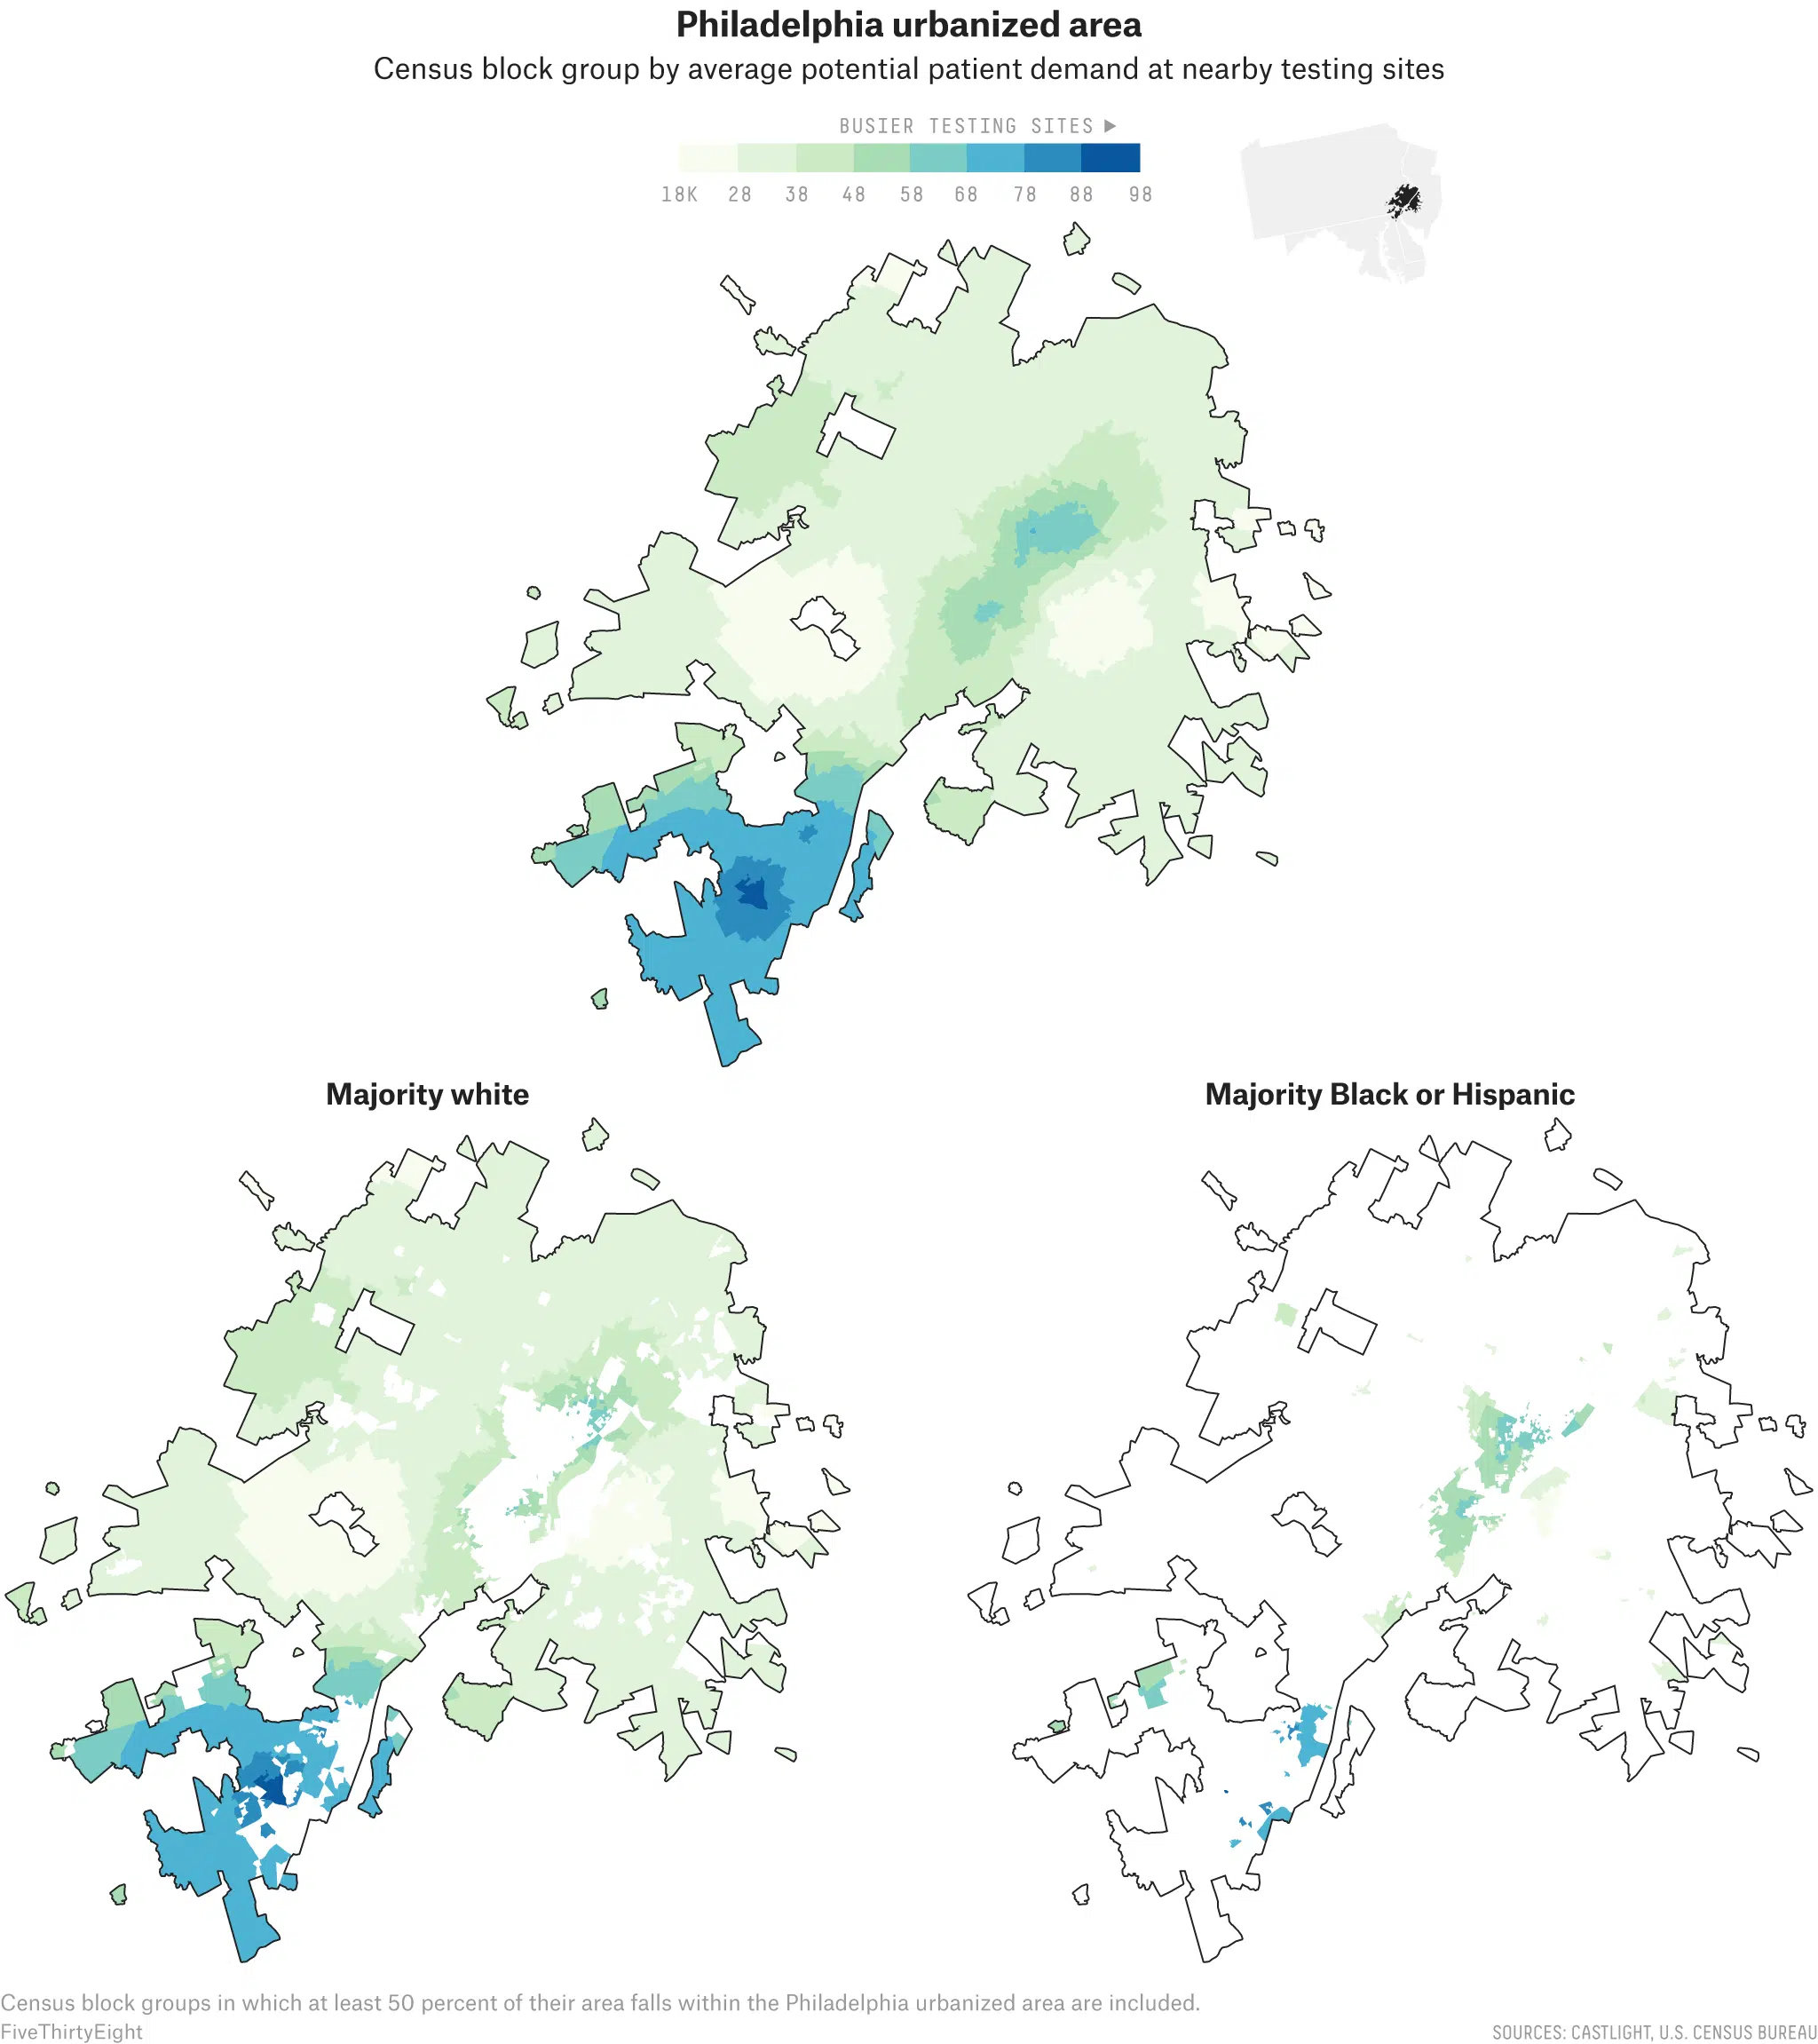 Philadelphia urbanized area
Census block group by average potential patient demand at nearby testing sites
BUSIER TESTING SITES ▶
18K 28 38 48 58 68 78 88 98
Majority white
Majority Black or Hispanic
Census block groups in which at least 50 percent of their area falls within the Philadelphia urbanized area are included.
FiveThirtyEight
SOURCES: CASTLIGHT, U.S. CENSUS BUREAU